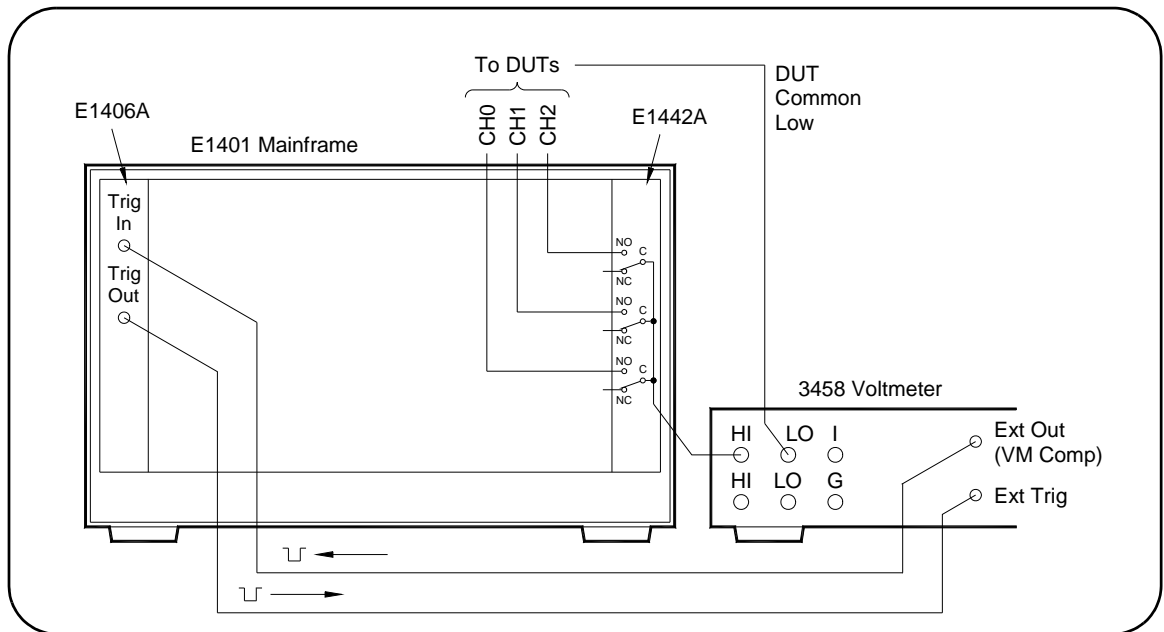 To DUTs
DUT
Common
Low
E1406A
CH0
CH1
CH2
E1442A
E1401 Mainframe
Trig
In
Trig
Out
NO
C
NC
NO
C
NC
NO
C
NC
3458 Voltmeter
HI LO I
HI LO G
Ext Out
(VM Comp)
Ext Trig